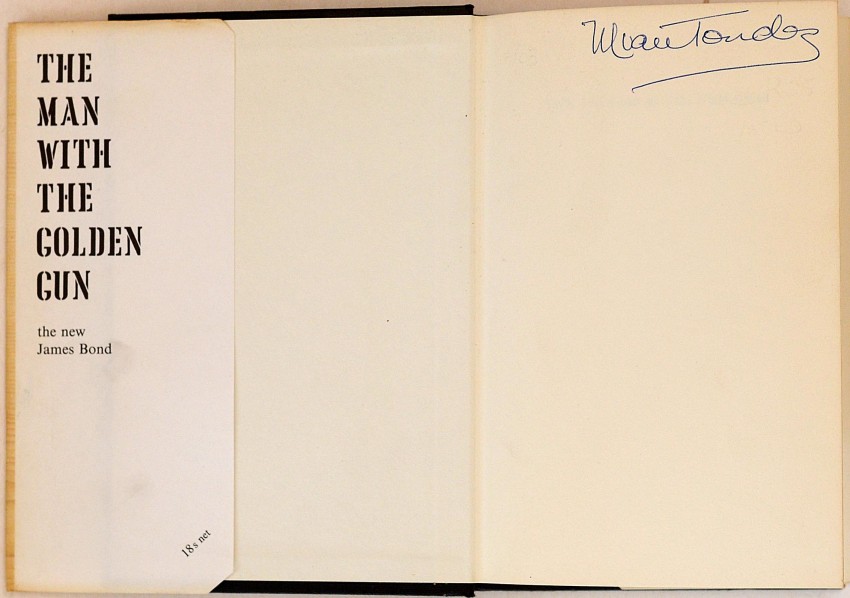 THE
MAN
WITH
THE
GOLDEN
GUN
the new
James Bond
18s net